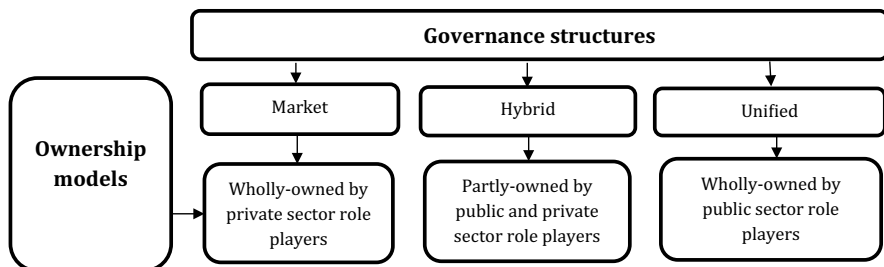 Governance structures
Market
Hybrid
Unified
Ownership
models
Wholly-owned by
private sector role
players
Partly-owned by
public and private
sector role players
Wholly-owned by
public sector role
players